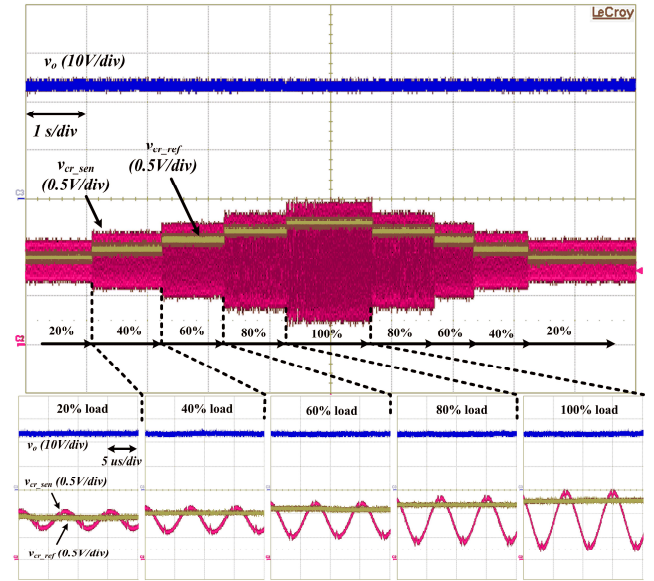 LeCroy
v_o (10V/div)
1 s/div
v_cr_sen
(0.5V/div)
v_cr_ref
(0.5V/div)
20% 40% 60% 80% 100% 80% 60% 40% 20%
20% load 40% load 60% load 80% load 100% load
v_o (10V/div)
5 us/div
v_cr_sen (0.5V/div)
v_cr_ref (0.5V/div)